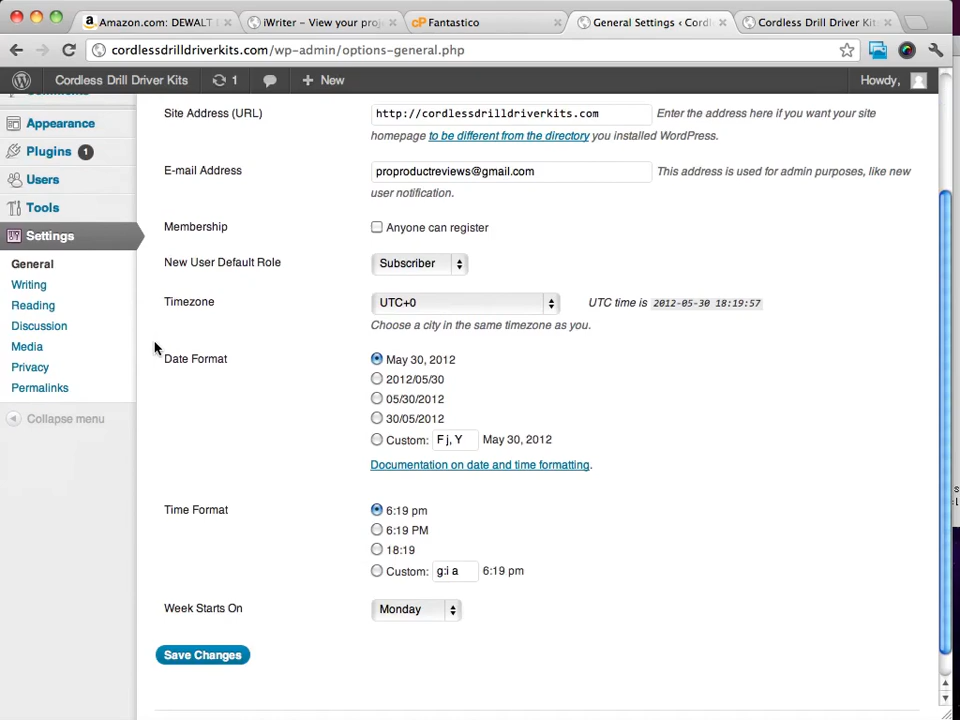 Amazon.com: DEWALT
iWriter – View your proj
cP Fantastico
General Settings ‹ Cordl
Cordless Drill Driver Kits
cordlessdrilldriverkits.com/wp-admin/options-general.php
Cordless Drill Driver Kits
1
New
Howdy,
Site Address (URL)
http://cordlessdrilldriverkits.com
Enter the address here if you want your site
homepage to be different from the directory you installed WordPress.
Appearance
Plugins 1
Users
Tools
Settings
General
Writing
Reading
Discussion
Media
Privacy
Permalinks
Collapse menu
E-mail Address
proproductreviews@gmail.com
This address is used for admin purposes, like new
user notification.
Membership
Anyone can register
New User Default Role
Subscriber
Timezone
UTC+0
UTC time is 2012-05-30 18:19:57
Choose a city in the same timezone as you.
Date Format
May 30, 2012
2012/05/30
05/30/2012
30/05/2012
Custom: F j, Y May 30, 2012
Documentation on date and time formatting.
Time Format
6:19 pm
6:19 PM
18:19
Custom: g:i a 6:19 pm
Week Starts On
Monday
Save Changes